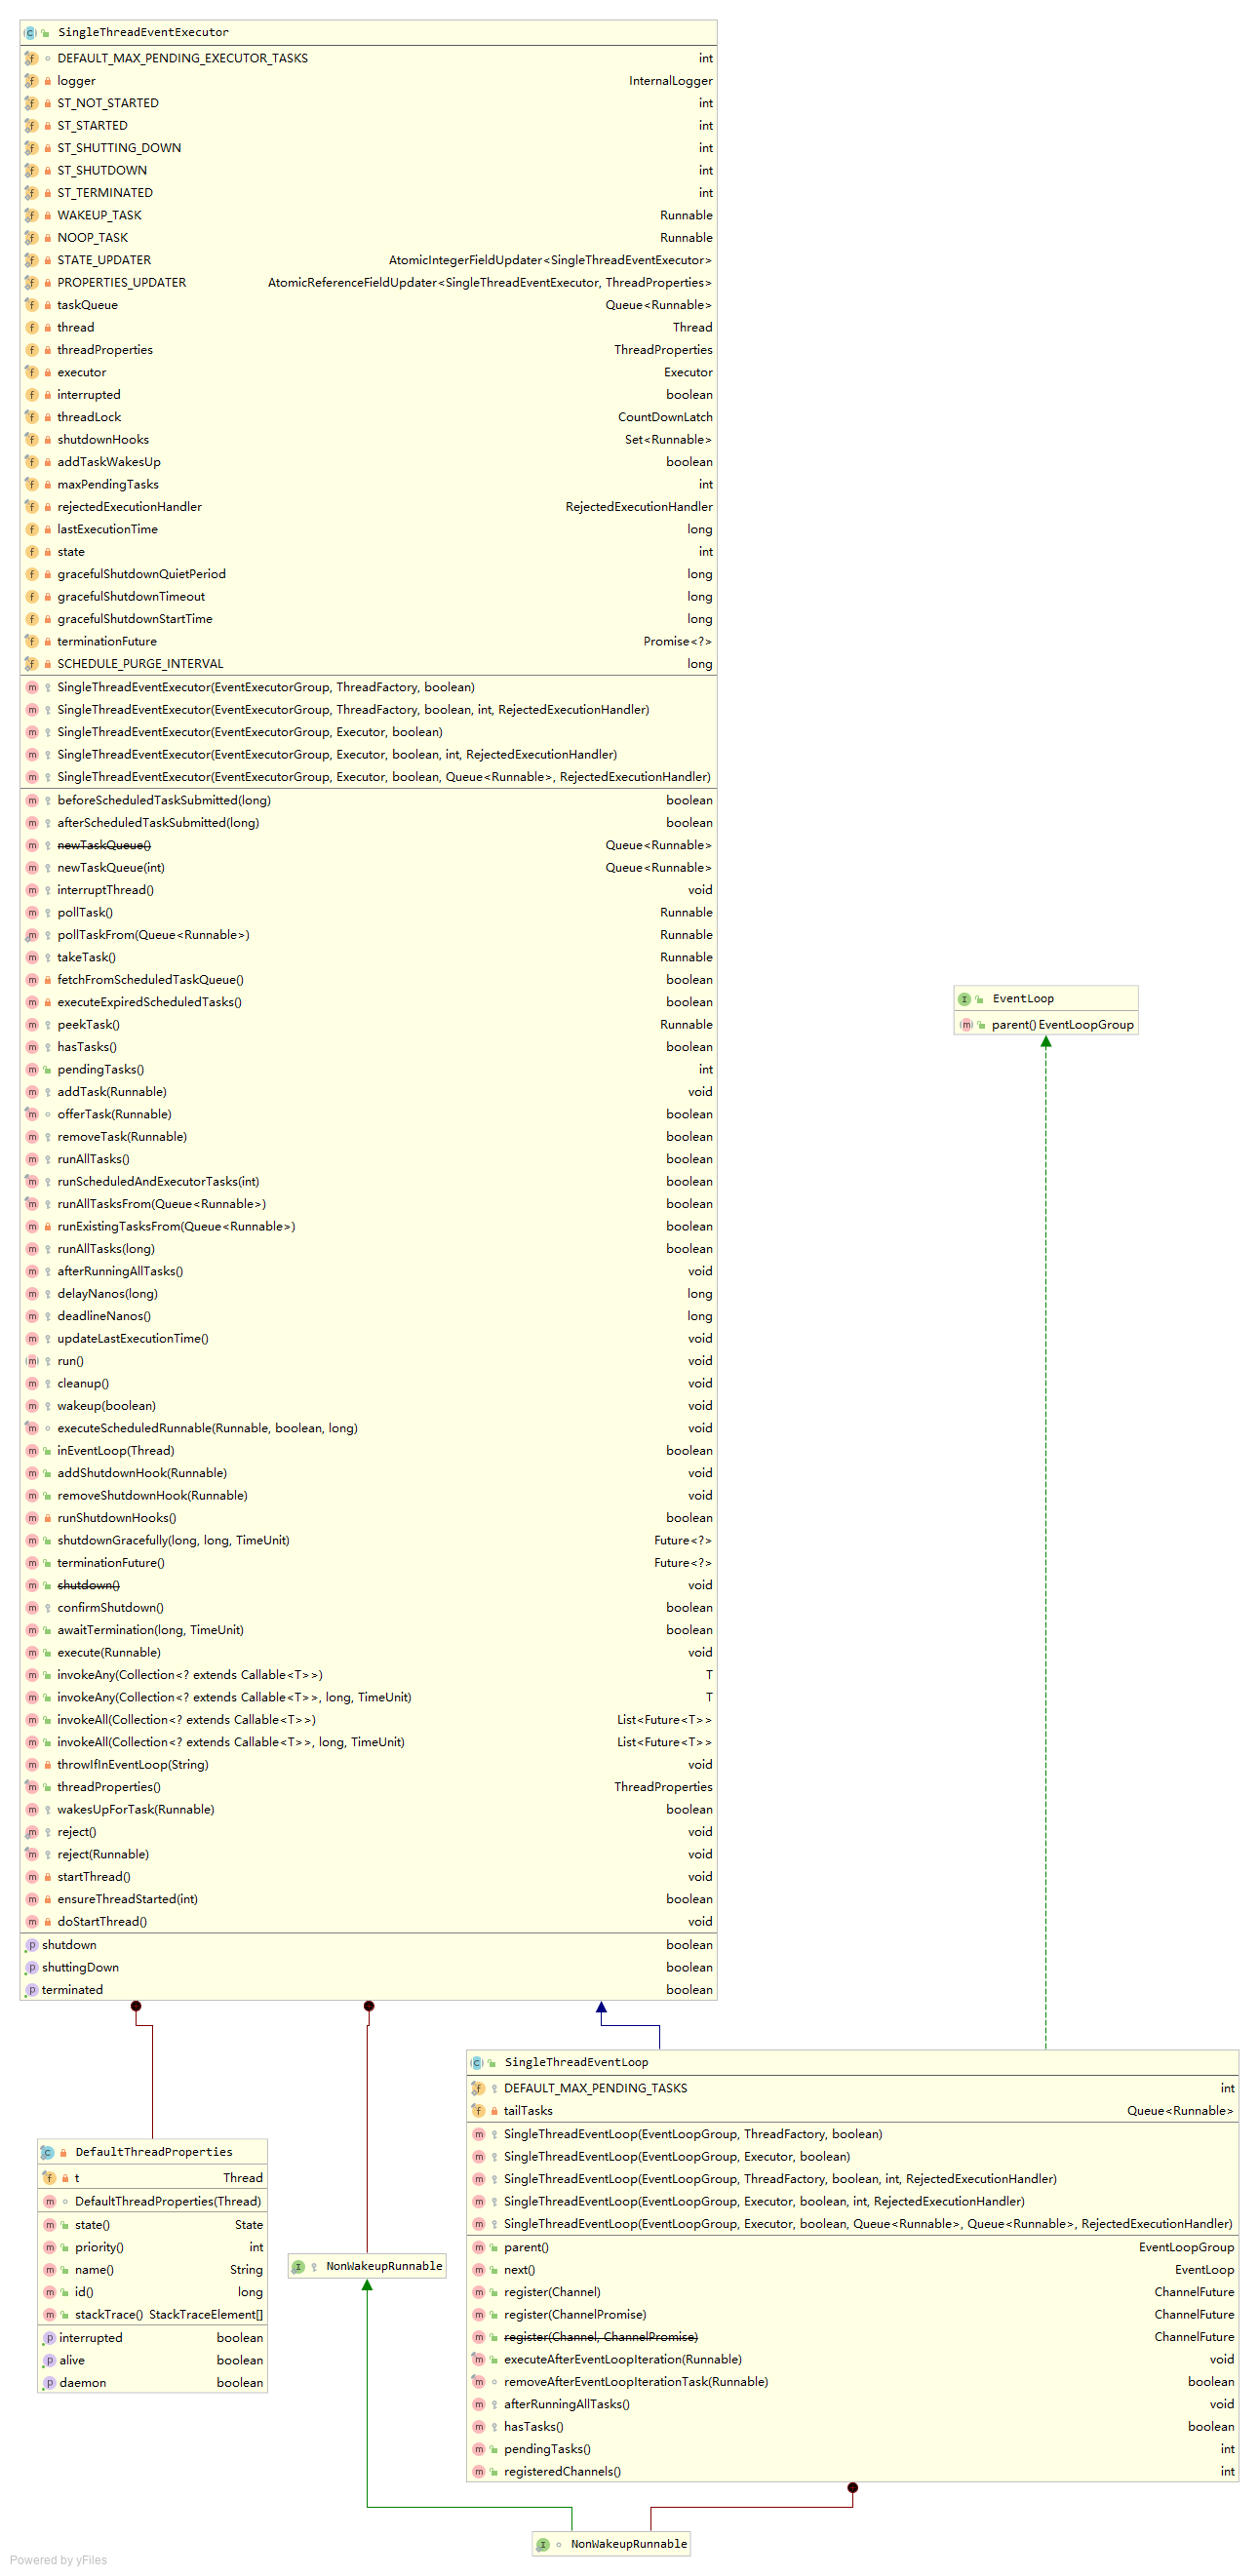 SingleThreadEventExecutor
DEFAULT_MAX_PENDING_EXECUTOR_TASKS int
logger InternalLogger
ST_NOT_STARTED int
ST_STARTED int
ST_SHUTTING_DOWN int
ST_SHUTDOWN int
ST_TERMINATED int
WAKEUP_TASK Runnable
NOOP_TASK Runnable
STATE_UPDATER AtomicIntegerFieldUpdater<SingleThreadEventExecutor>
PROPERTIES_UPDATER AtomicReferenceFieldUpdater<SingleThreadEventExecutor, ThreadProperties>
taskQueue Queue<Runnable>
thread Thread
threadProperties ThreadProperties
executor Executor
interrupted boolean
threadLock CountDownLatch
shutdownHooks Set<Runnable>
addTaskWakesUp boolean
maxPendingTasks int
rejectedExecutionHandler RejectedExecutionHandler
lastExecutionTime long
state int
gracefulShutdownQuietPeriod long
gracefulShutdownTimeout long
gracefulShutdownStartTime long
terminationFuture Promise<?>
SCHEDULE_PURGE_INTERVAL long
SingleThreadEventExecutor(EventExecutorGroup, ThreadFactory, boolean)
SingleThreadEventExecutor(EventExecutorGroup, ThreadFactory, boolean, int, RejectedExecutionHandler)
SingleThreadEventExecutor(EventExecutorGroup, Executor, boolean)
SingleThreadEventExecutor(EventExecutorGroup, Executor, boolean, int, RejectedExecutionHandler)
SingleThreadEventExecutor(EventExecutorGroup, Executor, boolean, Queue<Runnable>, RejectedExecutionHandler)
beforeScheduledTaskSubmitted(long) boolean
afterScheduledTaskSubmitted(long) boolean
newTaskQueue() Queue<Runnable>
newTaskQueue(int) Queue<Runnable>
interruptThread() void
pollTask() Runnable
pollTaskFrom(Queue<Runnable>) Runnable
takeTask() Runnable
fetchFromScheduledTaskQueue() boolean
executeExpiredScheduledTasks() boolean
peekTask() Runnable
hasTasks() boolean
pendingTasks() int
addTask(Runnable) void
offerTask(Runnable) boolean
removeTask(Runnable) boolean
runAllTasks() boolean
runScheduledAndExecutorTasks(int) boolean
runAllTasksFrom(Queue<Runnable>) boolean
runExistingTasksFrom(Queue<Runnable>) boolean
runAllTasks(long) boolean
afterRunningAllTasks() void
delayNanos(long) long
deadlineNanos() long
updateLastExecutionTime() void
run() void
cleanup() void
wakeup(boolean) void
executeScheduledRunnable(Runnable, boolean, long) void
inEventLoop(Thread) boolean
addShutdownHook(Runnable) void
removeShutdownHook(Runnable) void
runShutdownHooks() boolean
shutdownGracefully(long, long, TimeUnit) Future<?>
terminationFuture() Future<?>
shutdown() void
confirmShutdown() boolean
awaitTermination(long, TimeUnit) boolean
execute(Runnable) void
invokeAny(Collection<? extends Callable<T>>) T
invokeAny(Collection<? extends Callable<T>>, long, TimeUnit) T
invokeAll(Collection<? extends Callable<T>>) List<Future<T>>
invokeAll(Collection<? extends Callable<T>>, long, TimeUnit) List<Future<T>>
throwIfInEventLoop(String) void
threadProperties() ThreadProperties
wakesUpForTask(Runnable) boolean
reject() void
reject(Runnable) void
startThread() void
ensureThreadStarted(int) boolean
doStartThread() void
shutdown boolean
shuttingDown boolean
terminated boolean
EventLoop
parent() EventLoopGroup
SingleThreadEventLoop
DEFAULT_MAX_PENDING_TASKS int
tailTasks Queue<Runnable>
SingleThreadEventLoop(EventLoopGroup, ThreadFactory, boolean)
SingleThreadEventLoop(EventLoopGroup, Executor, boolean)
SingleThreadEventLoop(EventLoopGroup, ThreadFactory, boolean, int, RejectedExecutionHandler)
SingleThreadEventLoop(EventLoopGroup, Executor, boolean, int, RejectedExecutionHandler)
SingleThreadEventLoop(EventLoopGroup, Executor, boolean, Queue<Runnable>, Queue<Runnable>, RejectedExecutionHandler)
parent() EventLoopGroup
next() EventLoop
register(Channel) ChannelFuture
register(ChannelPromise) ChannelFuture
register(Channel, ChannelPromise) ChannelFuture
executeAfterEventLoopIteration(Runnable) void
removeAfterEventLoopIterationTask(Runnable) boolean
afterRunningAllTasks() void
hasTasks() boolean
pendingTasks() int
registeredChannels() int
DefaultThreadProperties
t Thread
DefaultThreadProperties(Thread)
state() State
priority() int
name() String
id() long
stackTrace() StackTraceElement[]
interrupted boolean
alive boolean
daemon boolean
NonWakeupRunnable
NonWakeupRunnable
Powered by yFiles